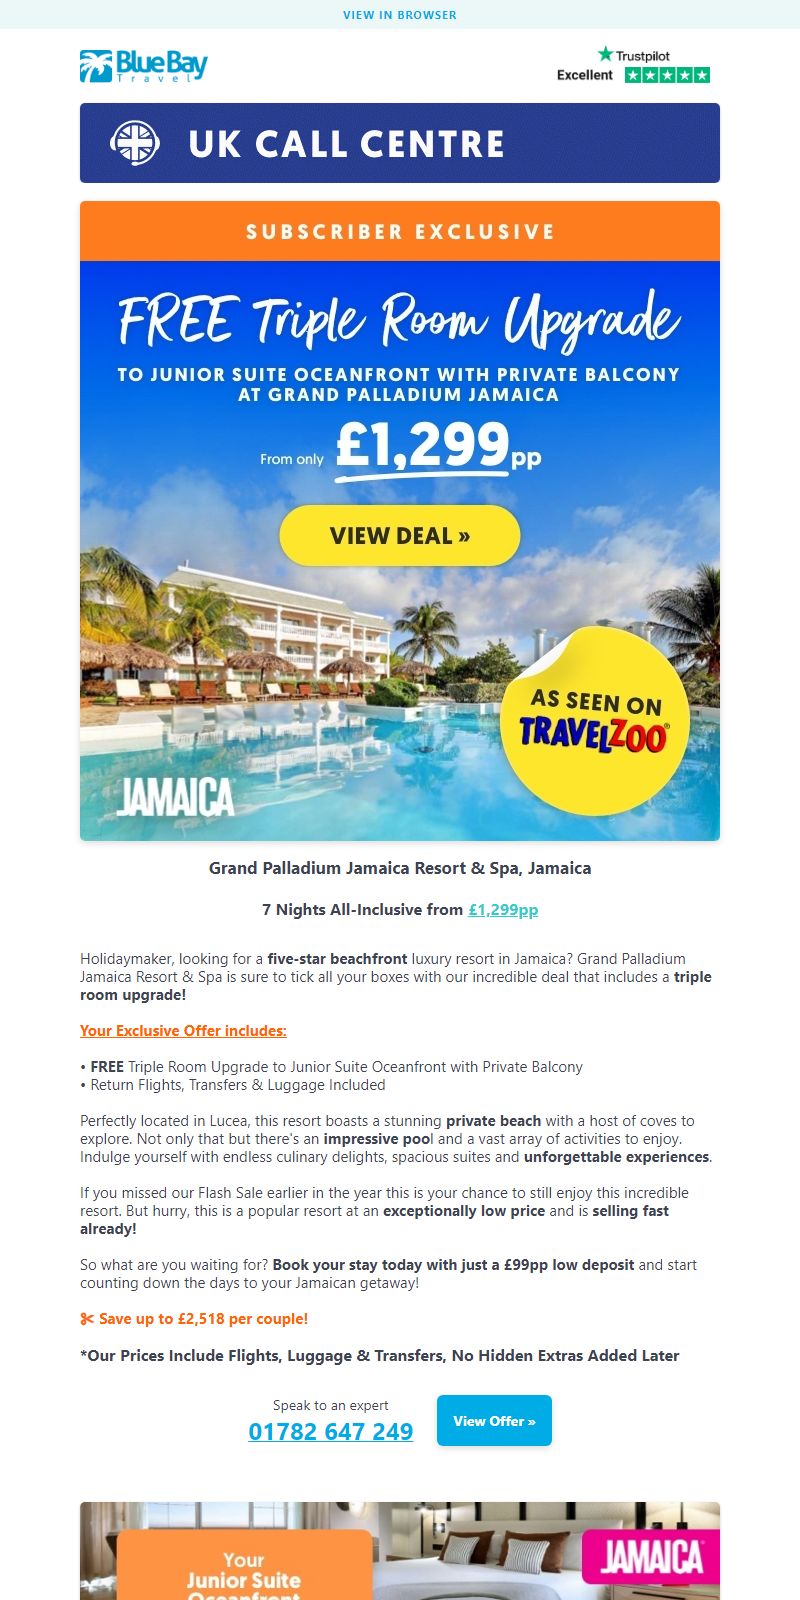 VIEW IN BROWSER
Blue Bay
Travel
Trustpilot
Excellent
UK CALL CENTRE
SUBSCRIBER EXCLUSIVE
FREE Triple Room Upgrade
TO JUNIOR SUITE OCEANFRONT WITH PRIVATE BALCONY
AT GRAND PALLADIUM JAMAICA
From only £1,299pp
VIEW DEAL »
AS SEEN ON
TRAVELZOO®
JAMAICA
Grand Palladium Jamaica Resort & Spa, Jamaica
7 Nights All-Inclusive from £1,299pp
Holidaymaker, looking for a five-star beachfront luxury resort in Jamaica? Grand Palladium
Jamaica Resort & Spa is sure to tick all your boxes with our incredible deal that includes a triple
room upgrade!
Your Exclusive Offer includes:
• FREE Triple Room Upgrade to Junior Suite Oceanfront with Private Balcony
• Return Flights, Transfers & Luggage Included
Perfectly located in Lucea, this resort boasts a stunning private beach with a host of coves to
explore. Not only that but there's an impressive pool and a vast array of activities to enjoy.
Indulge yourself with endless culinary delights, spacious suites and unforgettable experiences.
If you missed our Flash Sale earlier in the year this is your chance to still enjoy this incredible
resort. But hurry, this is a popular resort at an exceptionally low price and is selling fast
already!
So what are you waiting for? Book your stay today with just a £99pp low deposit and start
counting down the days to your Jamaican getaway!
✂ Save up to £2,518 per couple!
*Our Prices Include Flights, Luggage & Transfers, No Hidden Extras Added Later
Speak to an expert
01782 647 249
View Offer »
Your
Junior Suite
Oceanfront
JAMAICA